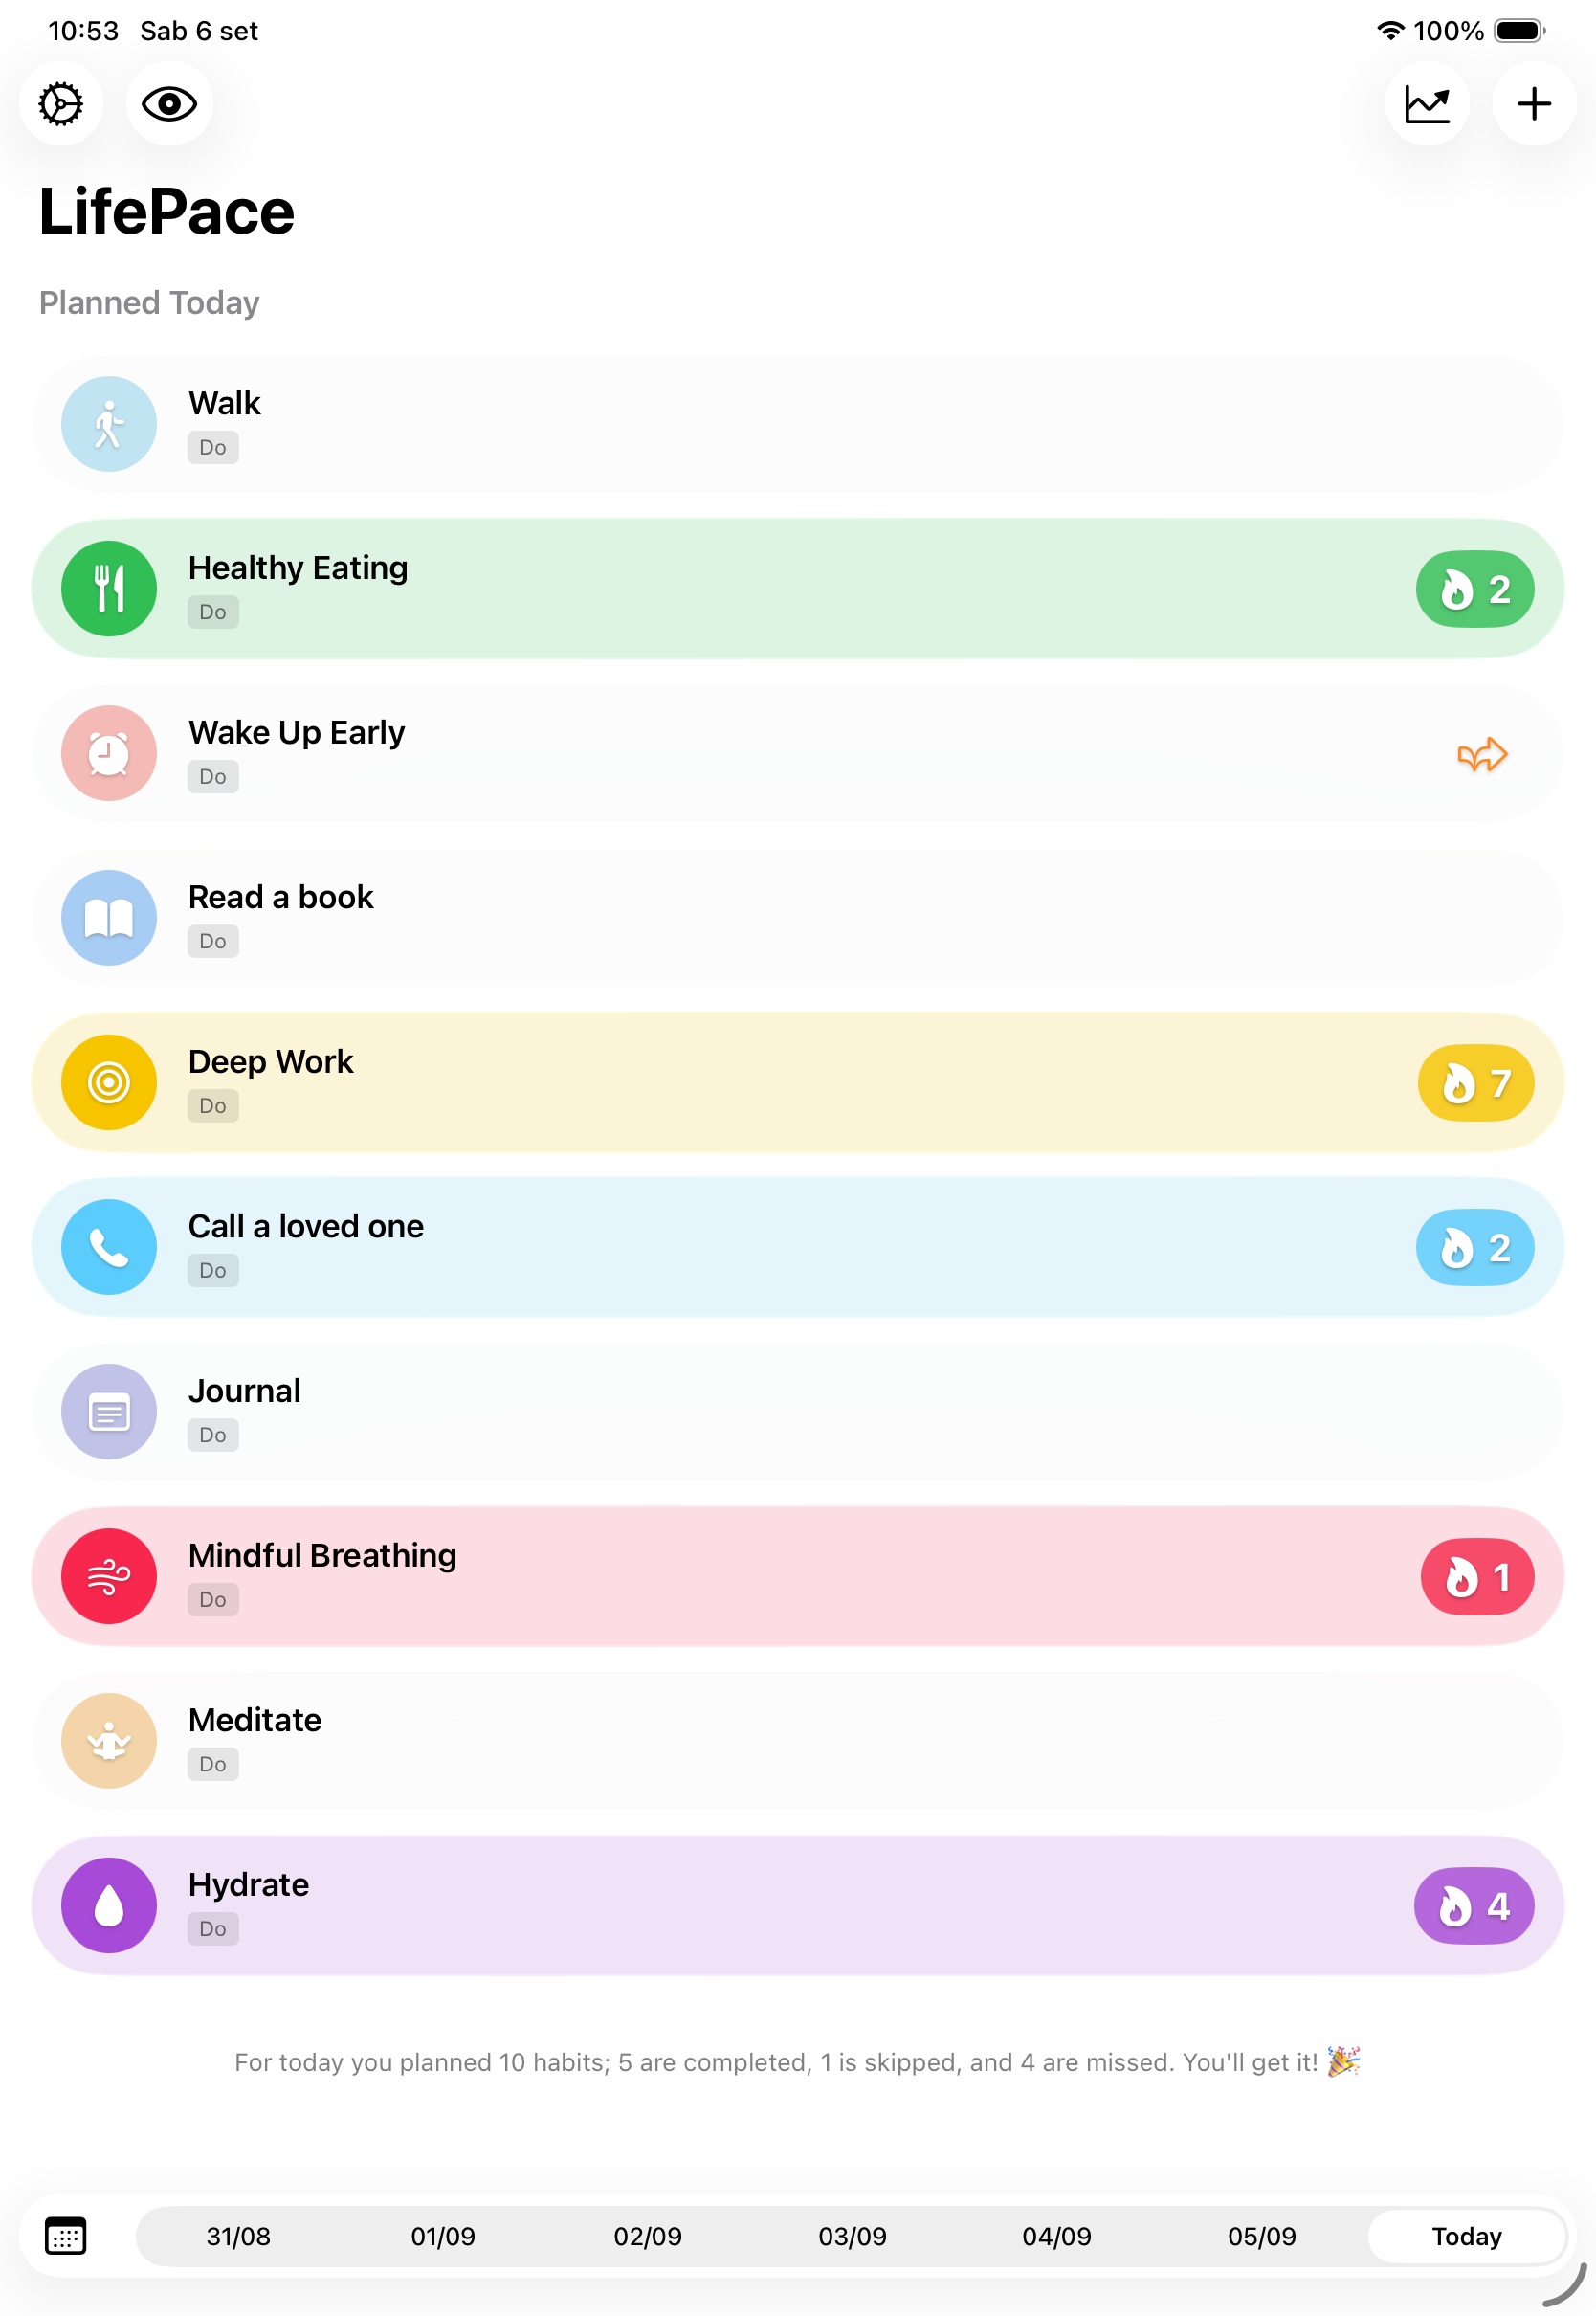 10:53 Sab 6 set 100%
LifePace
Planned Today
Walk
Do
Healthy Eating
Do
2
Wake Up Early
Do
Read a book
Do
Deep Work
Do
7
Call a loved one
Do
2
Journal
Do
Mindful Breathing
Do
1
Meditate
Do
Hydrate
Do
4
For today you planned 10 habits; 5 are completed, 1 is skipped, and 4 are missed. You'll get it! 🎉
31/08 01/09 02/09 03/09 04/09 05/09 Today